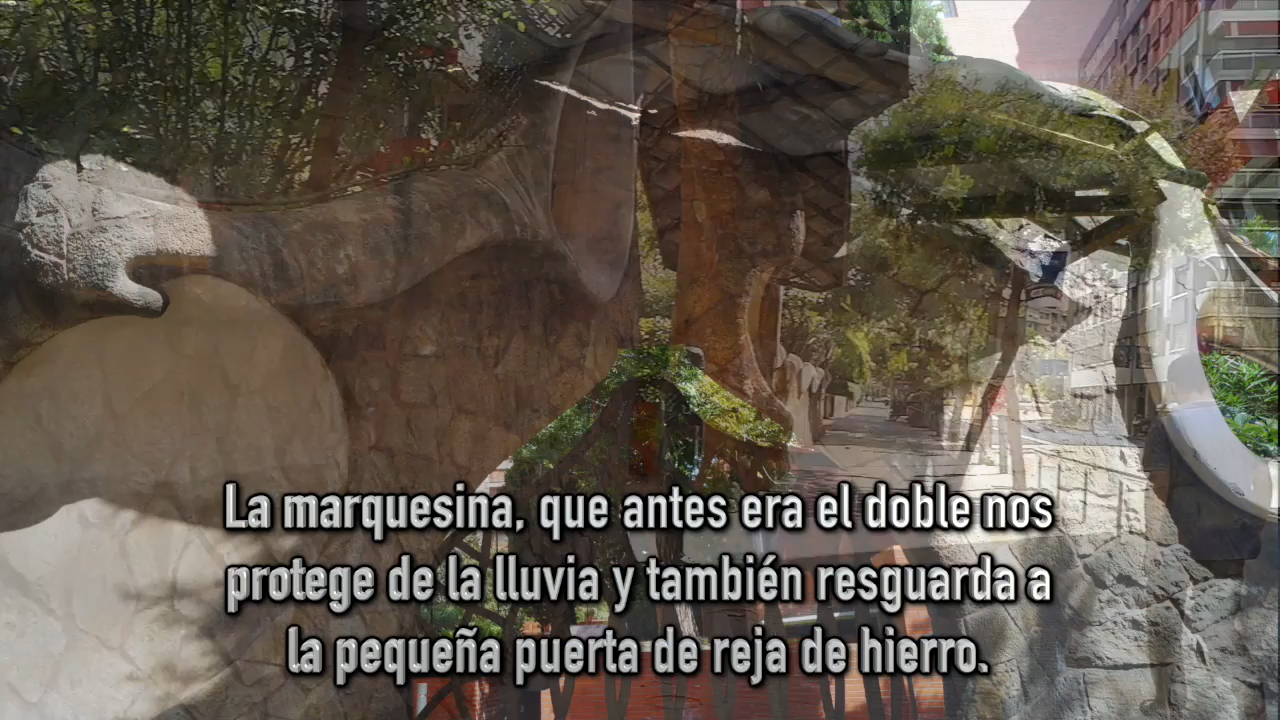 La marquesina, que antes era el doble nos
protege de la lluvia y también resguarda a
la pequeña puerta de reja de hierro.